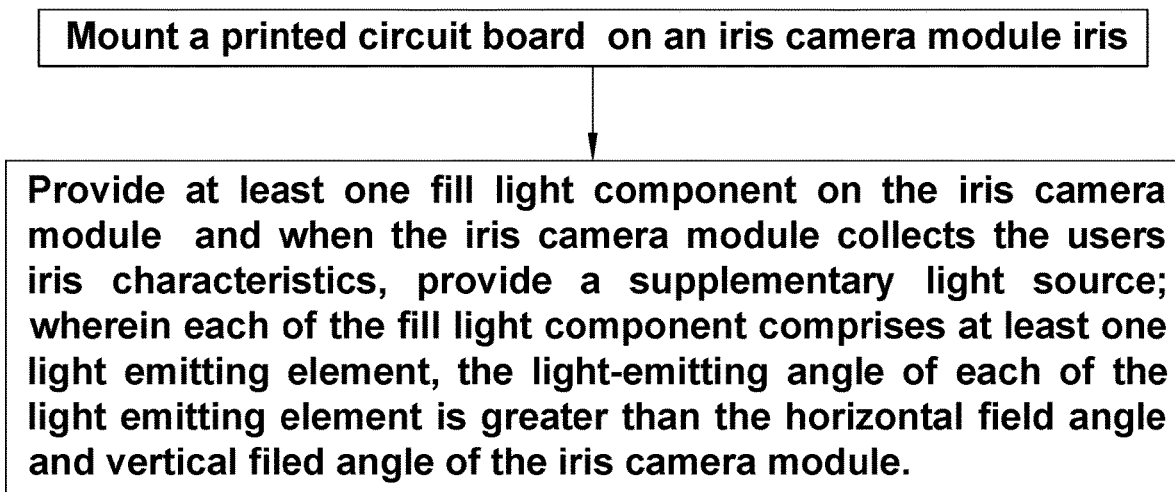 Mount a printed circuit board on an iris camera module iris
Provide at least one fill light component on the iris camera
module and when the iris camera module collects the users
iris characteristics, provide a supplementary light source;
wherein each of the fill light component comprises at least one
light emitting element, the light-emitting angle of each of the
light emitting element is greater than the horizontal field angle
and vertical filed angle of the iris camera module.